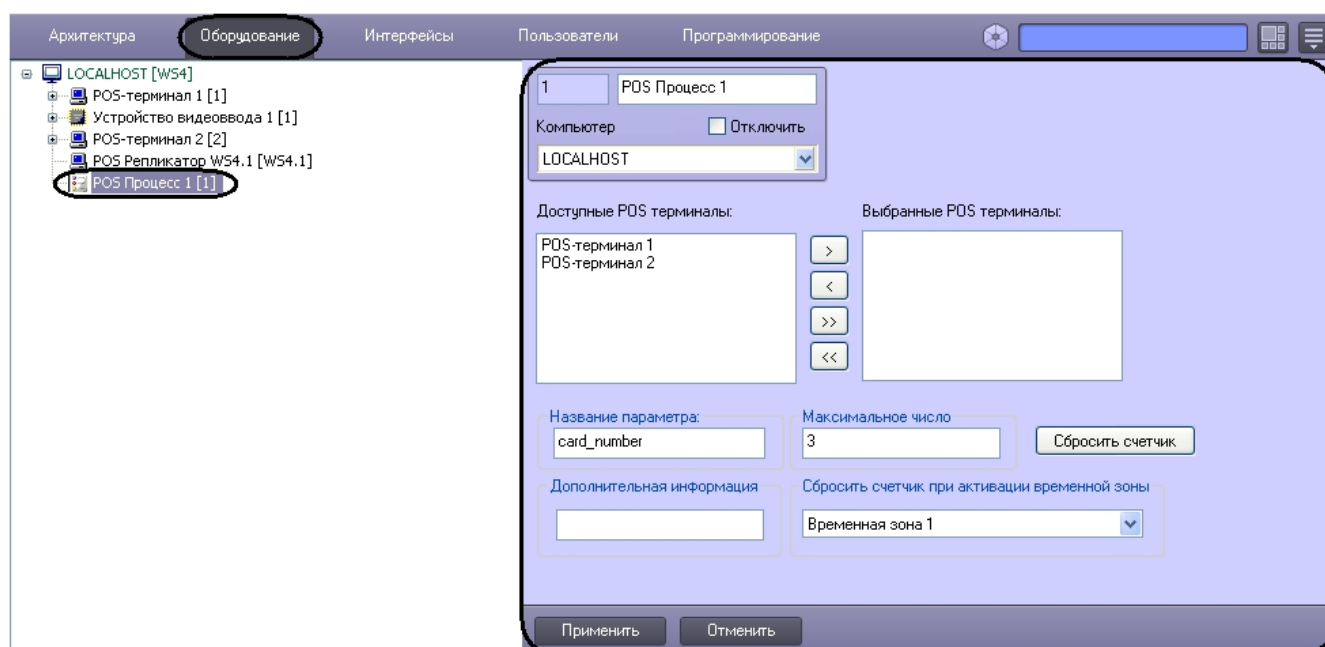 Архитектура Оборудование Интерфейсы Пользователи Программирование
LOCALHOST [WS4]
POS-терминал 1 [1]
Устройство видеоввода 1 [1]
POS-терминал 2 [2]
POS Репликатор WS4.1 [WS4.1]
POS Процесс 1 [1]
1 POS Процесс 1
Компьютер Отключить
LOCALHOST
Доступные POS терминалы: Выбранные POS терминалы:
POS-терминал 1
POS-терминал 2
>
<
>>
<<
Название параметра: Максимальное число
card_number 3 Сбросить счетчик
Дополнительная информация Сбросить счетчик при активации временной зоны
Временная зона 1
Применить Отменить